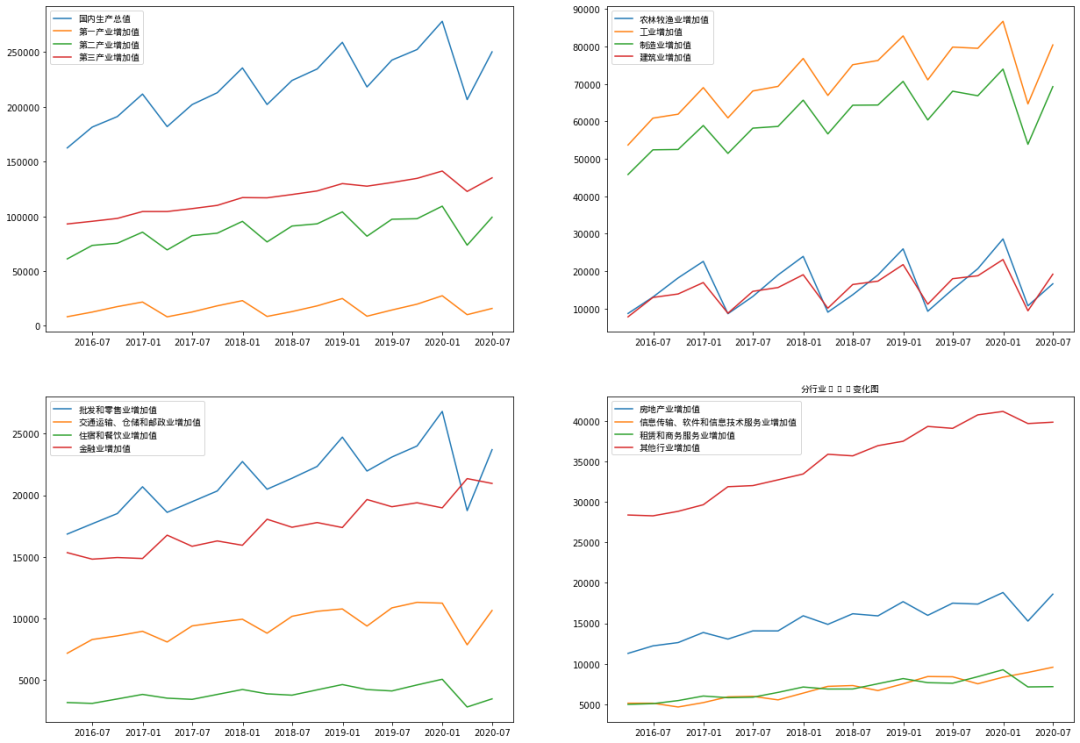 国内生产总值
第一产业增加值
第二产业增加值
第三产业增加值
250000
200000
150000
100000
50000
0
2016-07 2017-01 2017-07 2018-01 2018-07 2019-01 2019-07 2020-01 2020-07
农林牧渔业增加值
工业增加值
制造业增加值
建筑业增加值
90000
80000
70000
60000
50000
40000
30000
20000
10000
2016-07 2017-01 2017-07 2018-01 2018-07 2019-01 2019-07 2020-01 2020-07
批发和零售业增加值
交通运输、仓储和邮政业增加值
住宿和餐饮业增加值
金融业增加值
25000
20000
15000
10000
5000
2016-07 2017-01 2017-07 2018-01 2018-07 2019-01 2019-07 2020-01 2020-07
分行业 变化图
房地产业增加值
信息传输、软件和信息技术服务业增加值
租赁和商务服务业增加值
其他行业增加值
40000
35000
30000
25000
20000
15000
10000
5000
2016-07 2017-01 2017-07 2018-01 2018-07 2019-01 2019-07 2020-01 2020-07